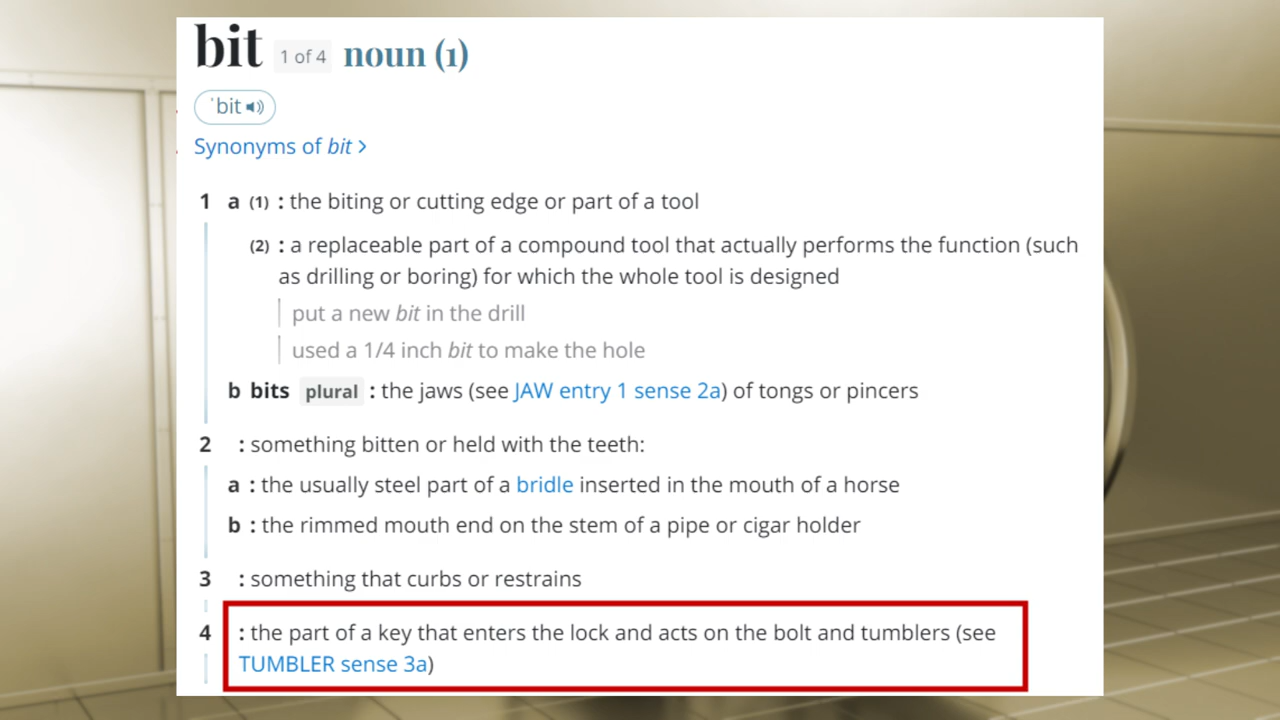 bit 1 of 4 noun (1)
ˈbit
Synonyms of bit >
1 a (1) : the biting or cutting edge or part of a tool
(2) : a replaceable part of a compound tool that actually performs the function (such
as drilling or boring) for which the whole tool is designed
put a new bit in the drill
used a 1/4 inch bit to make the hole
b bits plural : the jaws (see JAW entry 1 sense 2a) of tongs or pincers
2 : something bitten or held with the teeth:
a : the usually steel part of a bridle inserted in the mouth of a horse
b : the rimmed mouth end on the stem of a pipe or cigar holder
3 : something that curbs or restrains
4 : the part of a key that enters the lock and acts on the bolt and tumblers (see
TUMBLER sense 3a)